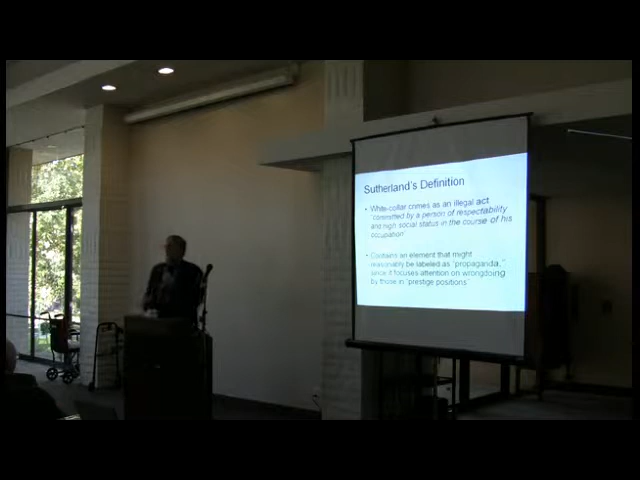 Sutherland's Definition
• White-collar crimes as an illegal act
"committed by a person of respectability
and high social status in the course of his
occupation"
• Contains an element that might
reasonably be labeled as "propaganda,"
since it focuses attention on wrongdoing
by those in "prestige positions"